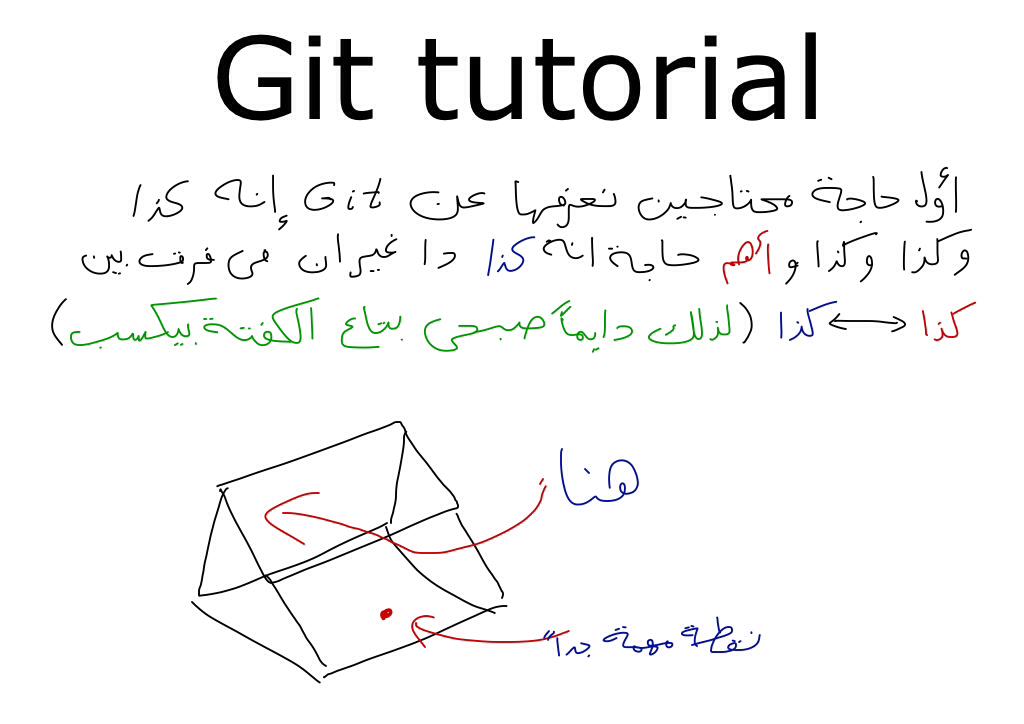 Git tutorial
أول حاجة محتاجين نعرفها عن Git إنه كذا
وكذا وكذا و أهم حاجة انه كذا دا غير ان في فرق بين
كذا ↔ كذا (لذلك دايماً صبحي بتاع الكفتة بيكسب)
هنا
نقطة مهمة جداً